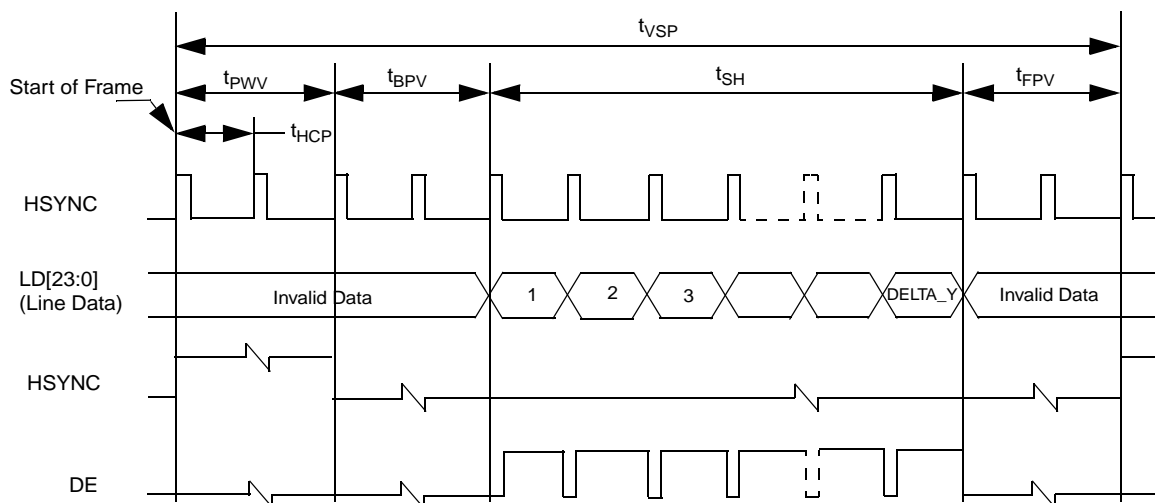 tVSP
tPWV
tBPV
tSH
tFPV
Start of Frame
tHCP
HSYNC
LD[23:0]
(Line Data)
Invalid Data
1
2
3
DELTA_Y
Invalid Data
HSYNC
DE